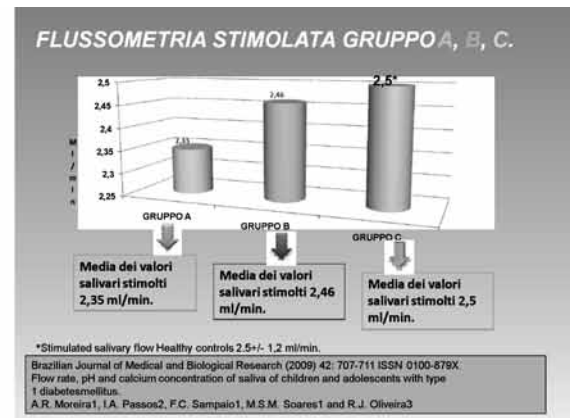 FLUSSOMETRIA STIMOLATA GRUPPO A, B, C.
2,5
2,45
2,4
2,35
2,3
2,25
Ml/min
2,35
2,46
2,5*
GRUPPO A
GRUPPO B
GRUPPO C
Media dei valori
salivari stimolti
2,35 ml/min.
Media dei valori
salivari stimolti 2,46
ml/min.
Media dei valori
salivari stimolti 2,5
ml/min.
*Stimulated salivary flow Healthy controls 2.5+/- 1,2 ml/min.
Brazilian Journal of Medical and Biological Research (2009) 42: 707-711 ISSN 0100-879X
Flow rate, pH and calcium concentration of saliva of children and adolescents with type
1 diabetesmellitus.
A.R. Moreira1, I.A. Passos2, F.C. Sampaio1, M.S.M. Soares1 and R.J. Oliveira3